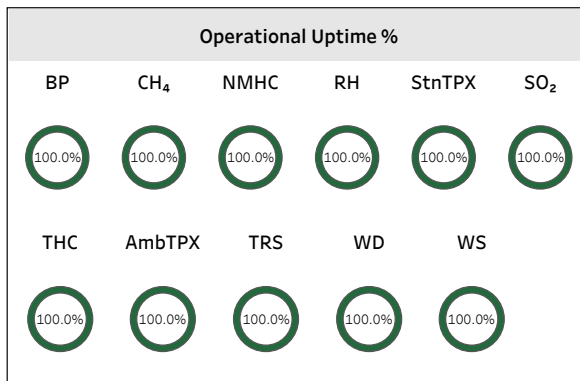 Operational Uptime %
BP CH₄ NMHC RH StnTPX SO₂
100.0% 100.0% 100.0% 100.0% 100.0% 100.0%
THC AmbTPX TRS WD WS
100.0% 100.0% 100.0% 100.0% 100.0%